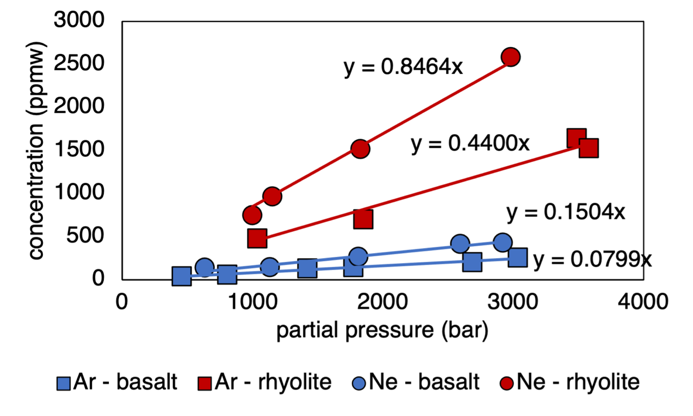 3000
2500
2000
1500
1000
500
0
concentration (ppmw)
y = 0.8464x
y = 0.4400x
y = 0.1504x
y = 0.0799x
0 1000 2000 3000 4000
partial pressure (bar)
Ar - basalt Ar - rhyolite Ne - basalt Ne - rhyolite